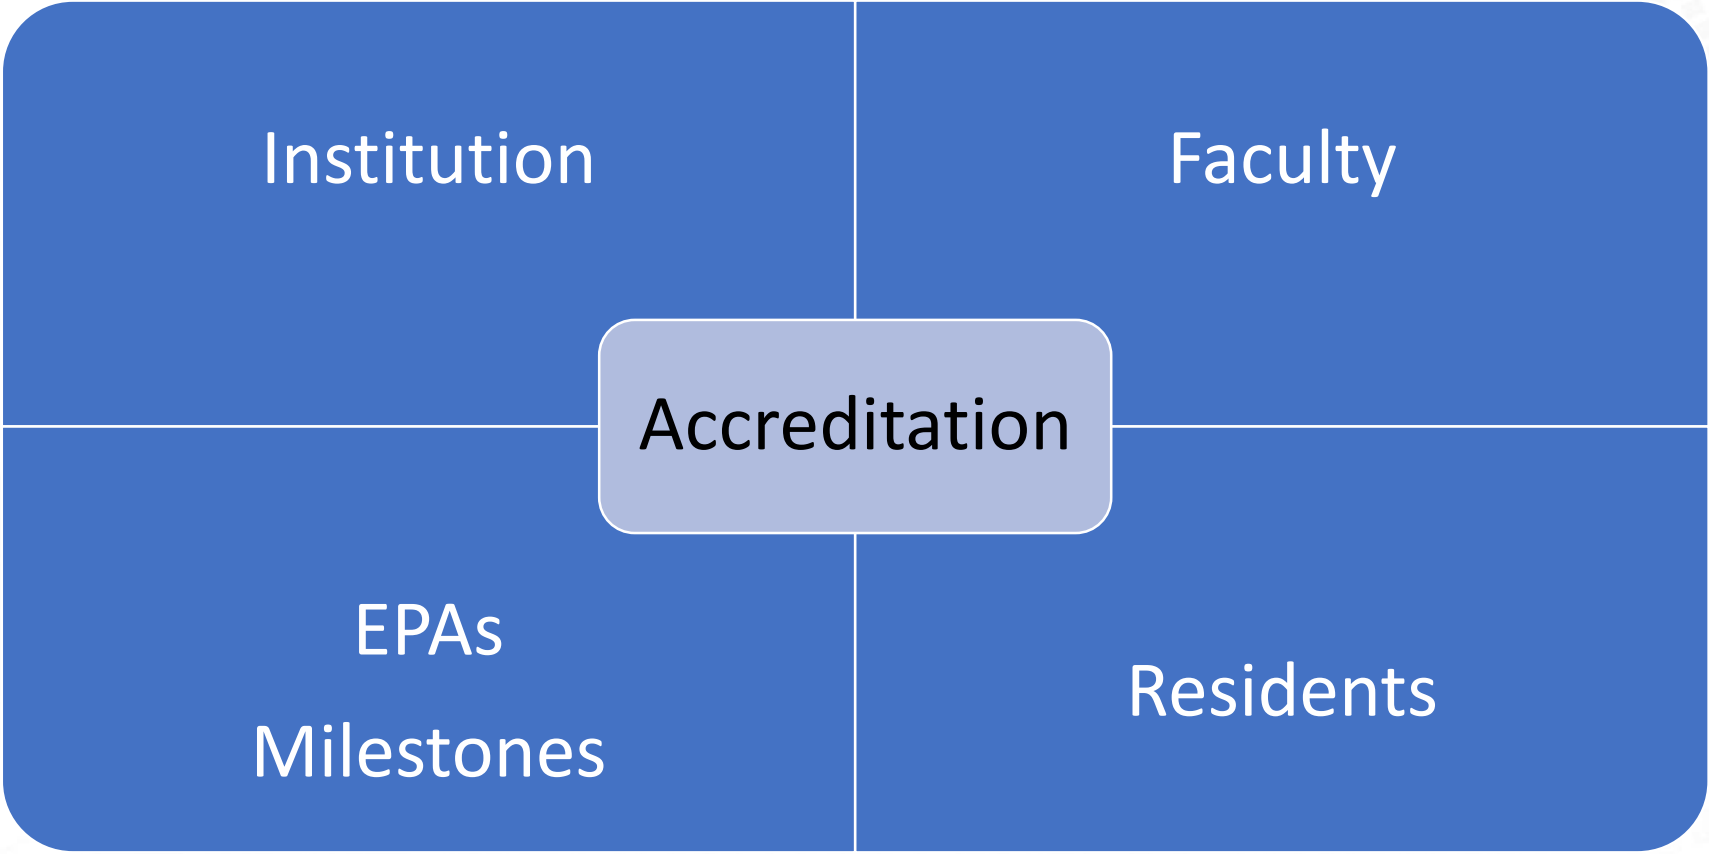 Institution
Faculty
Accreditation
EPAs
Milestones
Residents